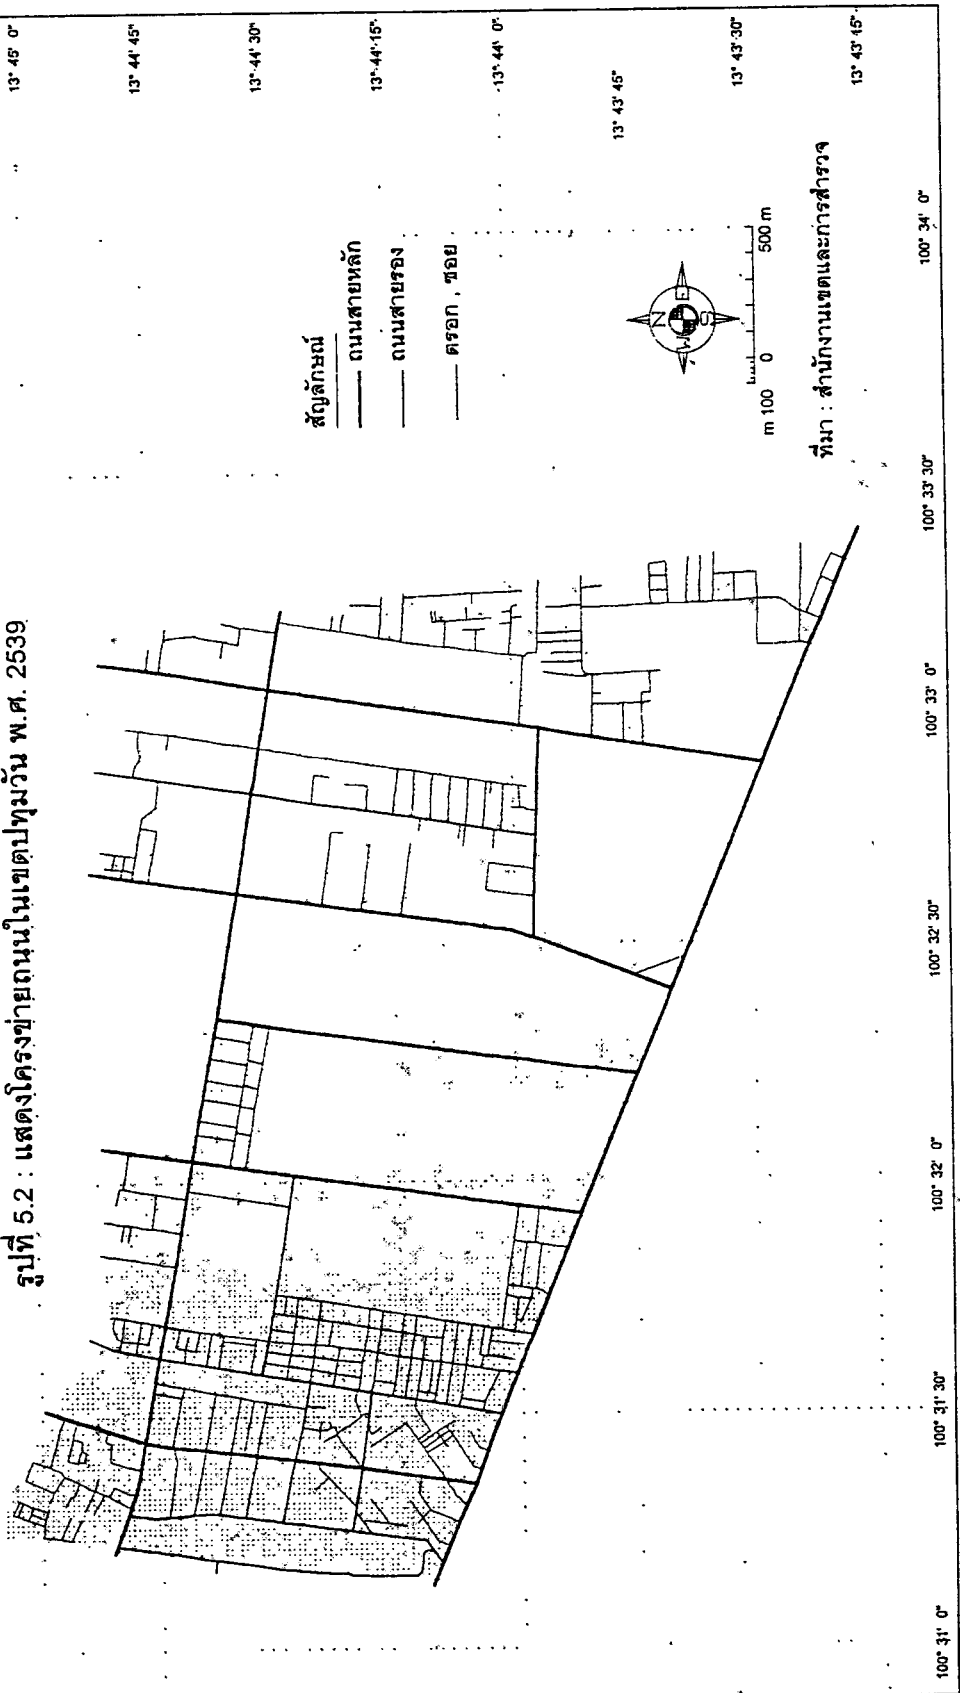 รูปที่ 5.2 : แสดงโครงข่ายถนนในเขตปทุมวัน พ.ศ. 2539
13° 45' 0"
13° 44' 45"
13° 44' 30"
13° 44' 15"
13° 44' 0"
13° 43' 45"
13° 43' 30"
13° 43' 15"
สัญลักษณ์
ถนนสายหลัก
ถนนสายรอง
ตรอก , ซอย
N
W E
S
m 100 0 500 m
ที่มา : สำนักงานเขตและการสำรวจ
100° 31' 0"
100° 31' 30"
100° 32' 0"
100° 32' 30"
100° 33' 0"
100° 33' 30"
100° 34' 0"